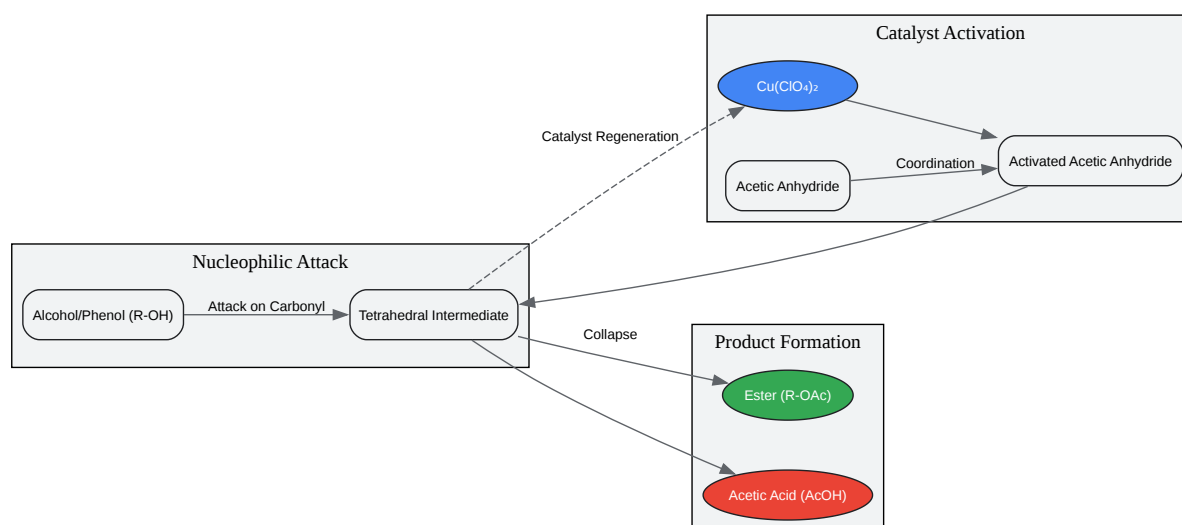 Catalyst Activation
Cu(ClO₄)₂
Catalyst Regeneration
Acetic Anhydride
Coordination
Activated Acetic Anhydride
Nucleophilic Attack
Alcohol/Phenol (R-OH)
Attack on Carbonyl
Tetrahedral Intermediate
Collapse
Product Formation
Ester (R-OAc)
Acetic Acid (AcOH)